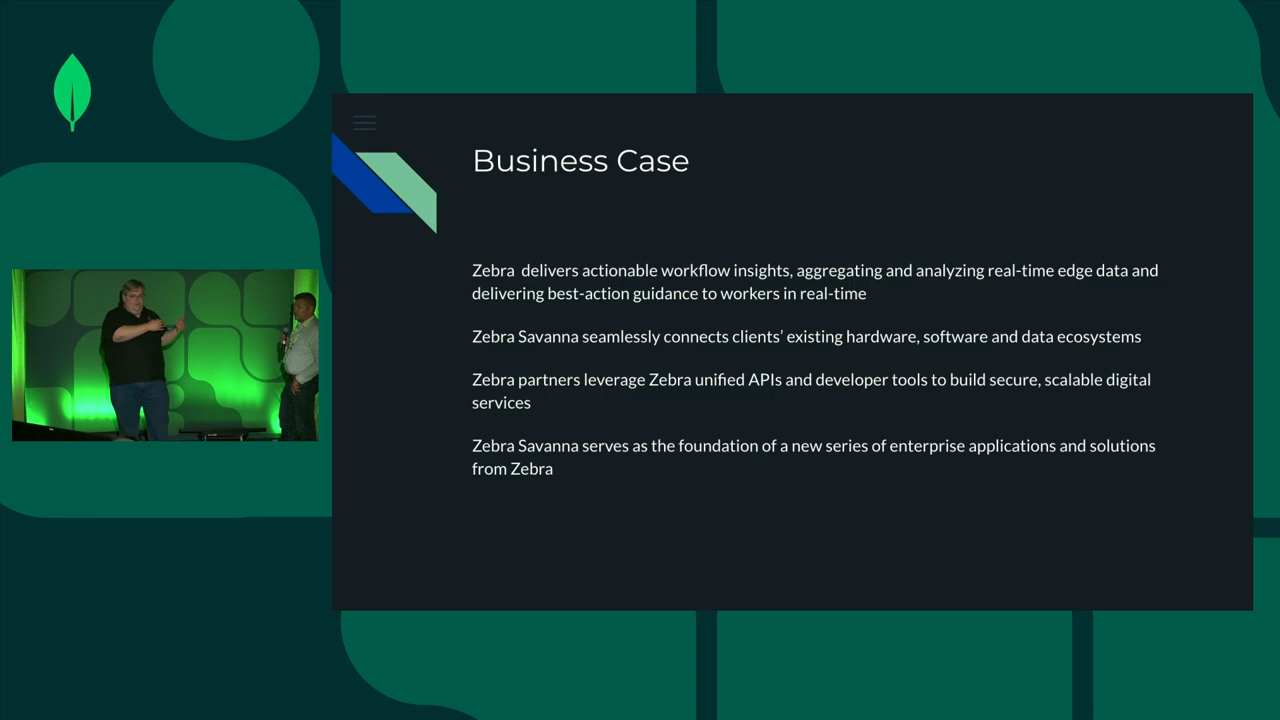 Business Case
Zebra  delivers actionable workflow insights, aggregating and analyzing real-time edge data and
delivering best-action guidance to workers in real-time
Zebra Savanna seamlessly connects clients’ existing hardware, software and data ecosystems
Zebra partners leverage Zebra unified APIs and developer tools to build secure, scalable digital
services
Zebra Savanna serves as the foundation of a new series of enterprise applications and solutions
from Zebra